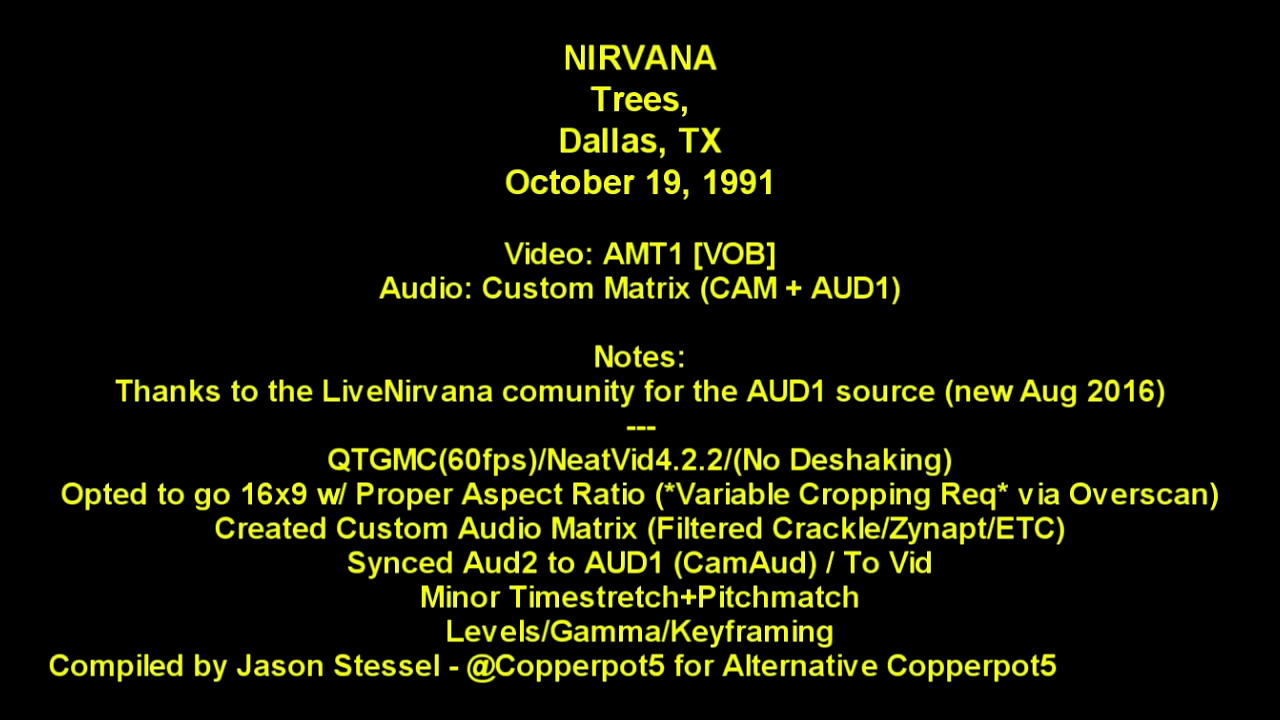 NIRVANA
Trees,
Dallas, TX
October 19, 1991
Video: AMT1 [VOB]
Audio: Custom Matrix (CAM + AUD1)
Notes:
Thanks to the LiveNirvana comunity for the AUD1 source (new Aug 2016)
---
QTGMC(60fps)/NeatVid4.2.2/(No Deshaking)
Opted to go 16x9 w/ Proper Aspect Ratio (*Variable Cropping Req* via Overscan)
Created Custom Audio Matrix (Filtered Crackle/Zynapt/ETC)
Synced Aud2 to AUD1 (CamAud) / To Vid
Minor Timestretch+Pitchmatch
Levels/Gamma/Keyframing
Compiled by Jason Stessel - @Copperpot5 for Alternative Copperpot5